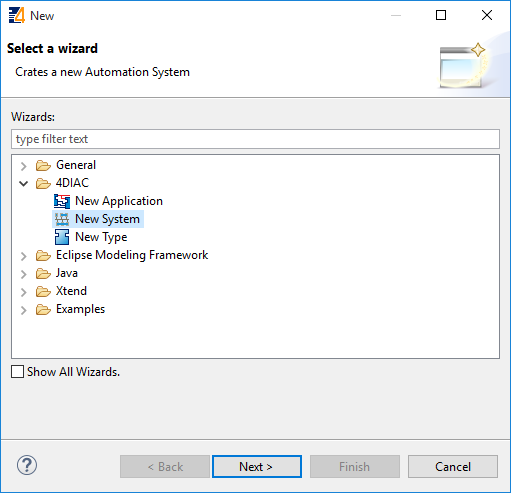 4 New
Select a wizard
Crates a new Automation System
Wizards:
type filter text
General
4DIAC
New Application
New System
New Type
Eclipse Modeling Framework
Java
Xtend
Examples
Show All Wizards.
? < Back Next > Finish Cancel